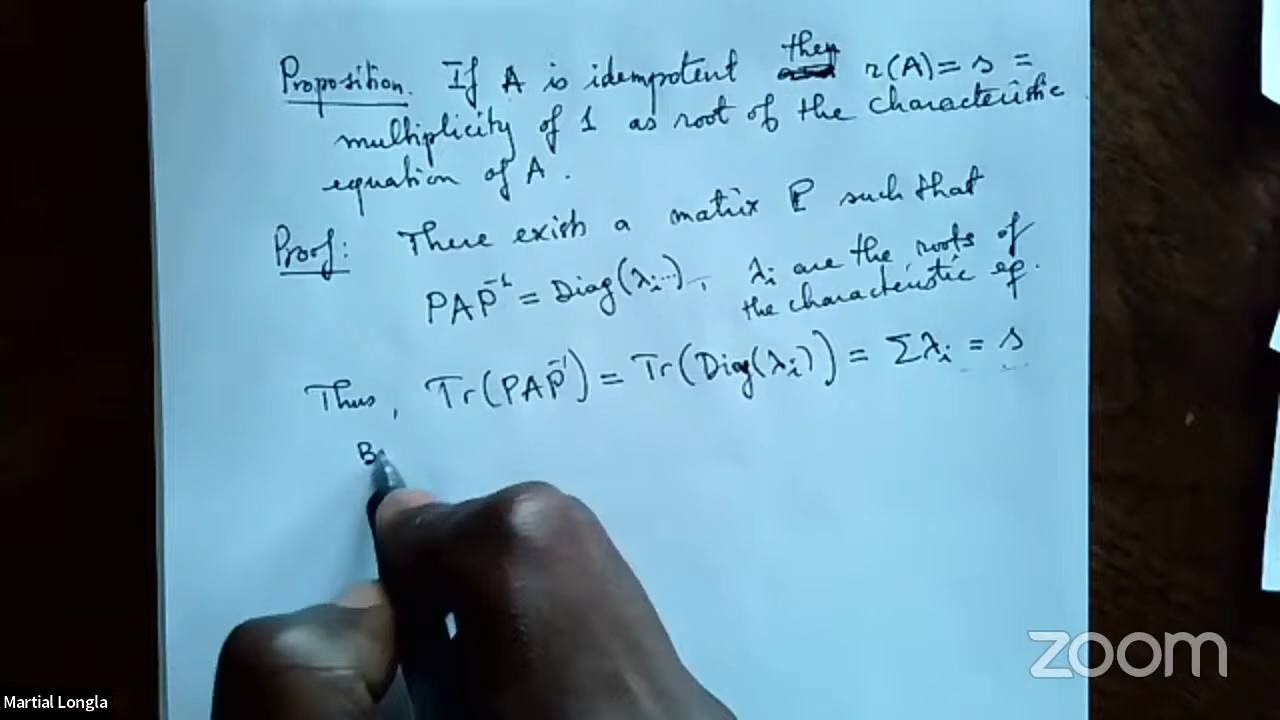 Proposition. If A is idempotent then r(A) = s =
multiplicity of 1 as root of the characteristic
equation of A.
Proof: There exists a matrix P such that
PAP⁻¹ = Diag(λᵢ..), λᵢ are the roots of
the characteristic eq.
Thus, Tr(PAP⁻¹) = Tr(Diag(λᵢ)) = Σλᵢ = s
B
zoom
Martial Longla